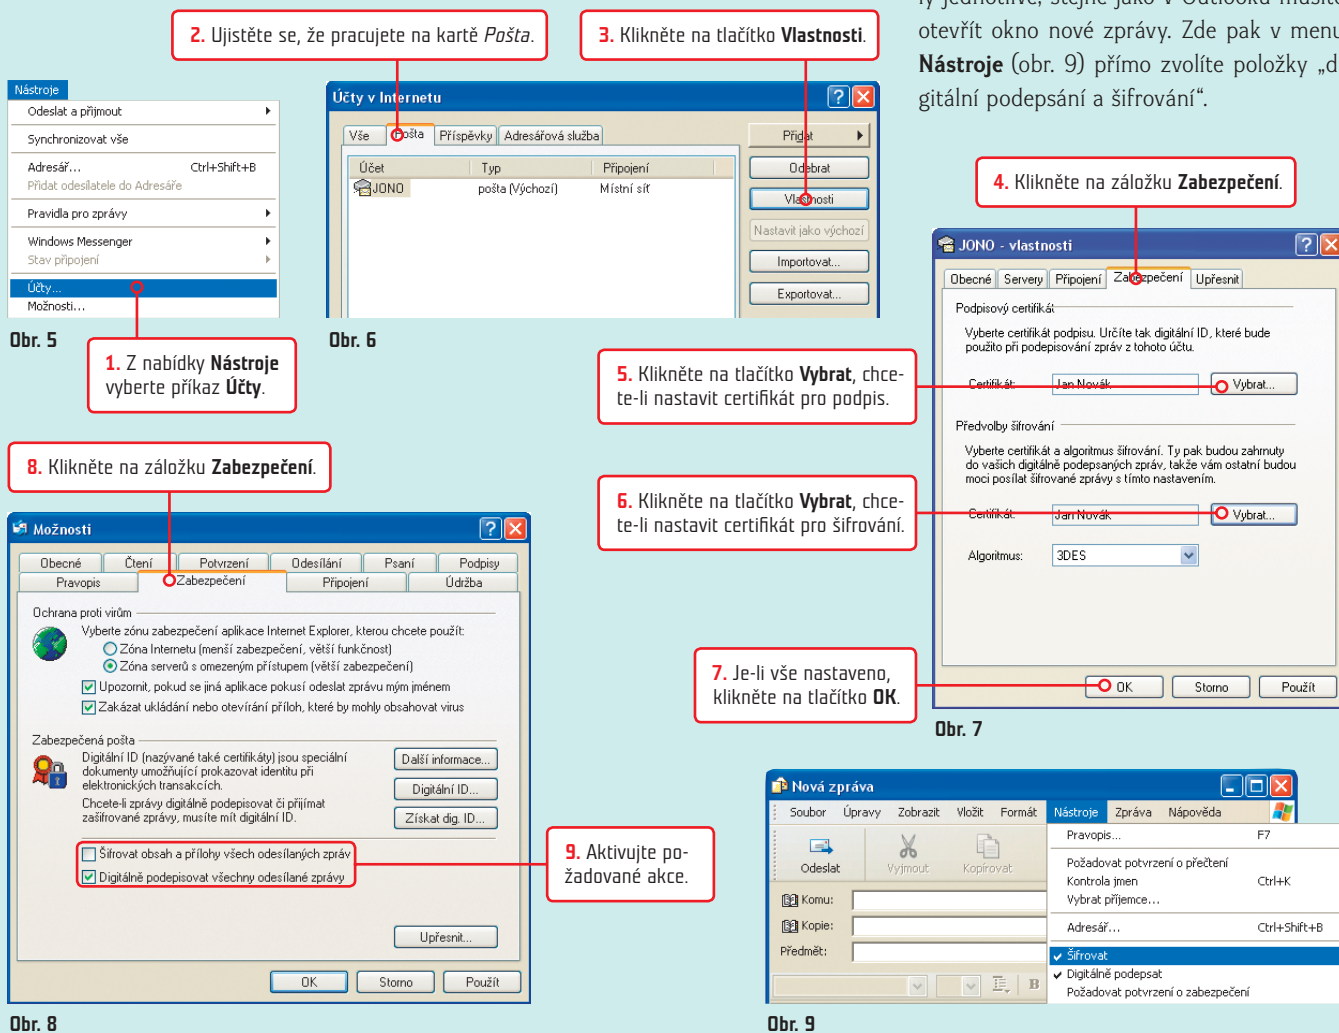 ly jednotlivě, stejně jako v Outlooku musíte
otevřít okno nové zprávy. Zde pak v menu
Nástroje (obr. 9) přímo zvolíte položky „di
gitální podepsání a šifrování“.
2. Ujistěte se, že pracujete na kartě Pošta.
3. Klikněte na tlačítko Vlastnosti.
Nástroje
Odeslat a přijmout
Synchronizovat vše
Adresář... Ctrl+Shift+B
Přidat odesílatele do Adresáře
Pravidla pro zprávy
Windows Messenger
Stav připojení
Účty...
Možnosti...
Obr. 5
1. Z nabídky Nástroje
vyberte příkaz Účty.
Účty v Internetu
Vše Pošta Příspěvky Adresářová služba
Účet Typ Připojení
JONO pošta (Výchozí) Místní síť
Přidat
Odebrat
Vlastnosti
Nastavit jako výchozí
Importovat...
Exportovat...
Obr. 6
4. Klikněte na záložku Zabezpečení.
JONO - vlastnosti
Obecné Servery Připojení Zabezpečení Upřesnit
Podpisový certifikát
Vyberte certifikát podpisu. Určíte tak digitální ID, které bude
použito při podepisování zpráv z tohoto účtu.
Certifikát: Jan Novák Vybrat...
Předvolby šifrování
Vyberte certifikát a algoritmus šifrování. Ty pak budou zahrnuty
do vašich digitálně podepsaných zpráv, takže vám ostatní budou
moci posílat šifrované zprávy s tímto nastavením.
Certifikát: Jan Novák Vybrat...
Algoritmus: 3DES
OK Storno Použít
Obr. 7
5. Klikněte na tlačítko Vybrat, chce-
te-li nastavit certifikát pro podpis.
6. Klikněte na tlačítko Vybrat, chce-
te-li nastavit certifikát pro šifrování.
7. Je-li vše nastaveno,
klikněte na tlačítko OK.
8. Klikněte na záložku Zabezpečení.
Možnosti
Obecné Čtení Potvrzení Odesílání Psaní Podpisy
Pravopis Zabezpečení Připojení Údržba
Ochrana proti virům
Vyberte zónu zabezpečení aplikace Internet Explorer, kterou chcete použít:
Zóna Internetu (menší zabezpečení, větší funkčnost)
Zóna serverů s omezeným přístupem (větší zabezpečení)
Upozornit, pokud se jiná aplikace pokusí odeslat zprávu mým jménem
Zakázat ukládání nebo otevírání příloh, které by mohly obsahovat virus
Zabezpečená pošta
Digitální ID (nazývané také certifikáty) jsou speciální
dokumenty umožňující prokazovat identitu při
elektronických transakcích.
Chcete-li zprávy digitálně podepisovat či přijímat
zašifrované zprávy, musíte mít digitální ID.
Další informace...
Digitální ID...
Získat dig. ID...
Šifrovat obsah a přílohy všech odesílaných zpráv
Digitálně podepisovat všechny odesílané zprávy
Upřesnit...
OK Storno Použít
Obr. 8
9. Aktivujte po-
žadované akce.
Nová zpráva
Soubor Úpravy Zobrazit Vložit Formát Nástroje Zpráva Nápověda
Odeslat Vyjmout Kopírovat
Komu:
Kopie:
Předmět:
B
Pravopis... F7
Požadovat potvrzení o přečtení
Kontrola jmen Ctrl+K
Vybrat příjemce...
Adresář... Ctrl+Shift+B
Šifrovat
Digitálně podepsat
Požadovat potvrzení o zabezpečení
Obr. 9